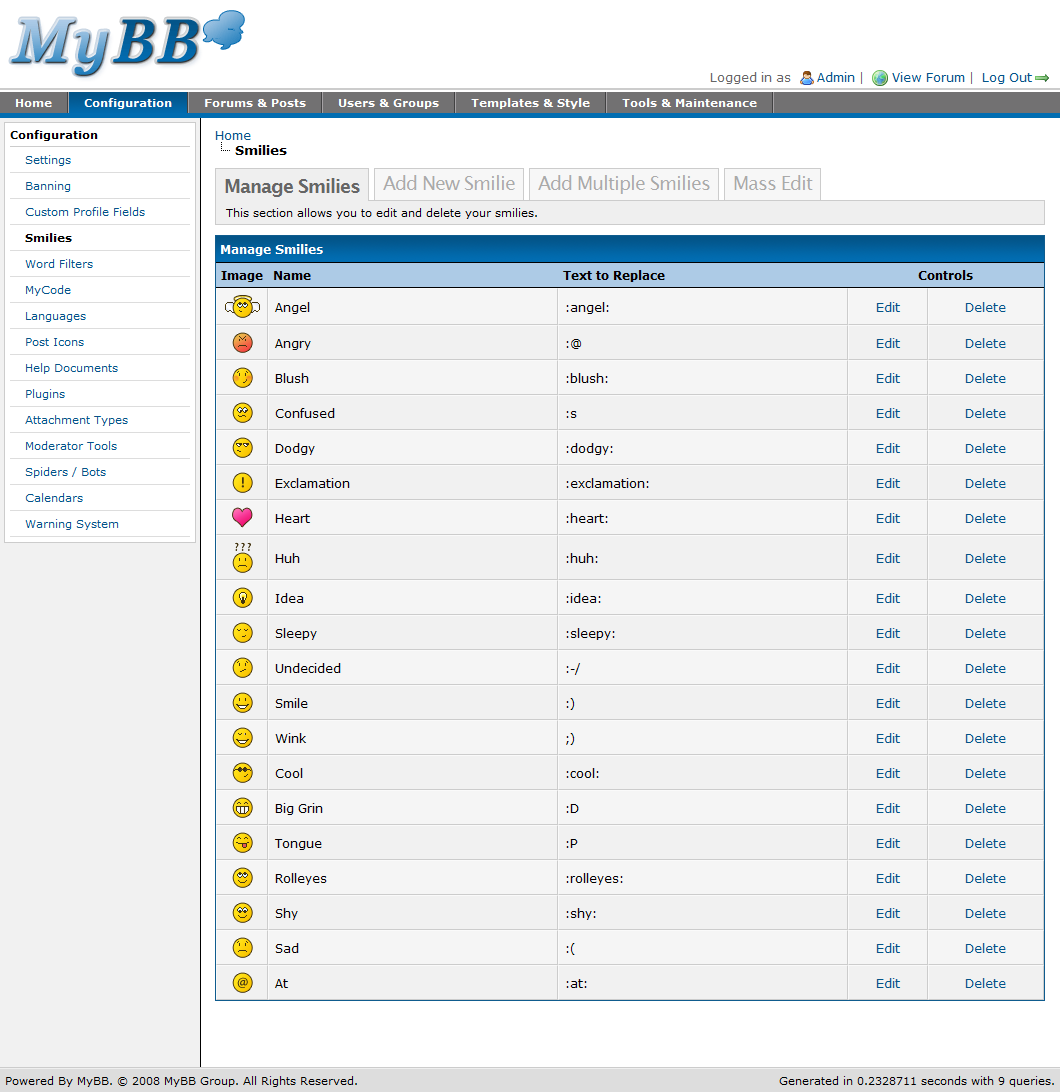 MyBB
Logged in as Admin | View Forum | Log Out
Home Configuration Forums & Posts Users & Groups Templates & Style Tools & Maintenance
Configuration
Settings
Banning
Custom Profile Fields
Smilies
Word Filters
MyCode
Languages
Post Icons
Help Documents
Plugins
Attachment Types
Moderator Tools
Spiders / Bots
Calendars
Warning System
Home
Smilies
Manage Smilies Add New Smilie Add Multiple Smilies Mass Edit
This section allows you to edit and delete your smilies.
Manage Smilies
Image Name Text to Replace Controls
Angel :angel: Edit Delete
Angry :@ Edit Delete
Blush :blush: Edit Delete
Confused :s Edit Delete
Dodgy :dodgy: Edit Delete
! Exclamation :exclamation: Edit Delete
Heart :heart: Edit Delete
??? Huh :huh: Edit Delete
Idea :idea: Edit Delete
Sleepy :sleepy: Edit Delete
Undecided :-/ Edit Delete
Smile :) Edit Delete
Wink ;) Edit Delete
Cool :cool: Edit Delete
Big Grin :D Edit Delete
Tongue :P Edit Delete
Rolleyes :rolleyes: Edit Delete
Shy :shy: Edit Delete
Sad :( Edit Delete
@ At :at: Edit Delete
Powered By MyBB. © 2008 MyBB Group. All Rights Reserved. Generated in 0.2328711 seconds with 9 queries.